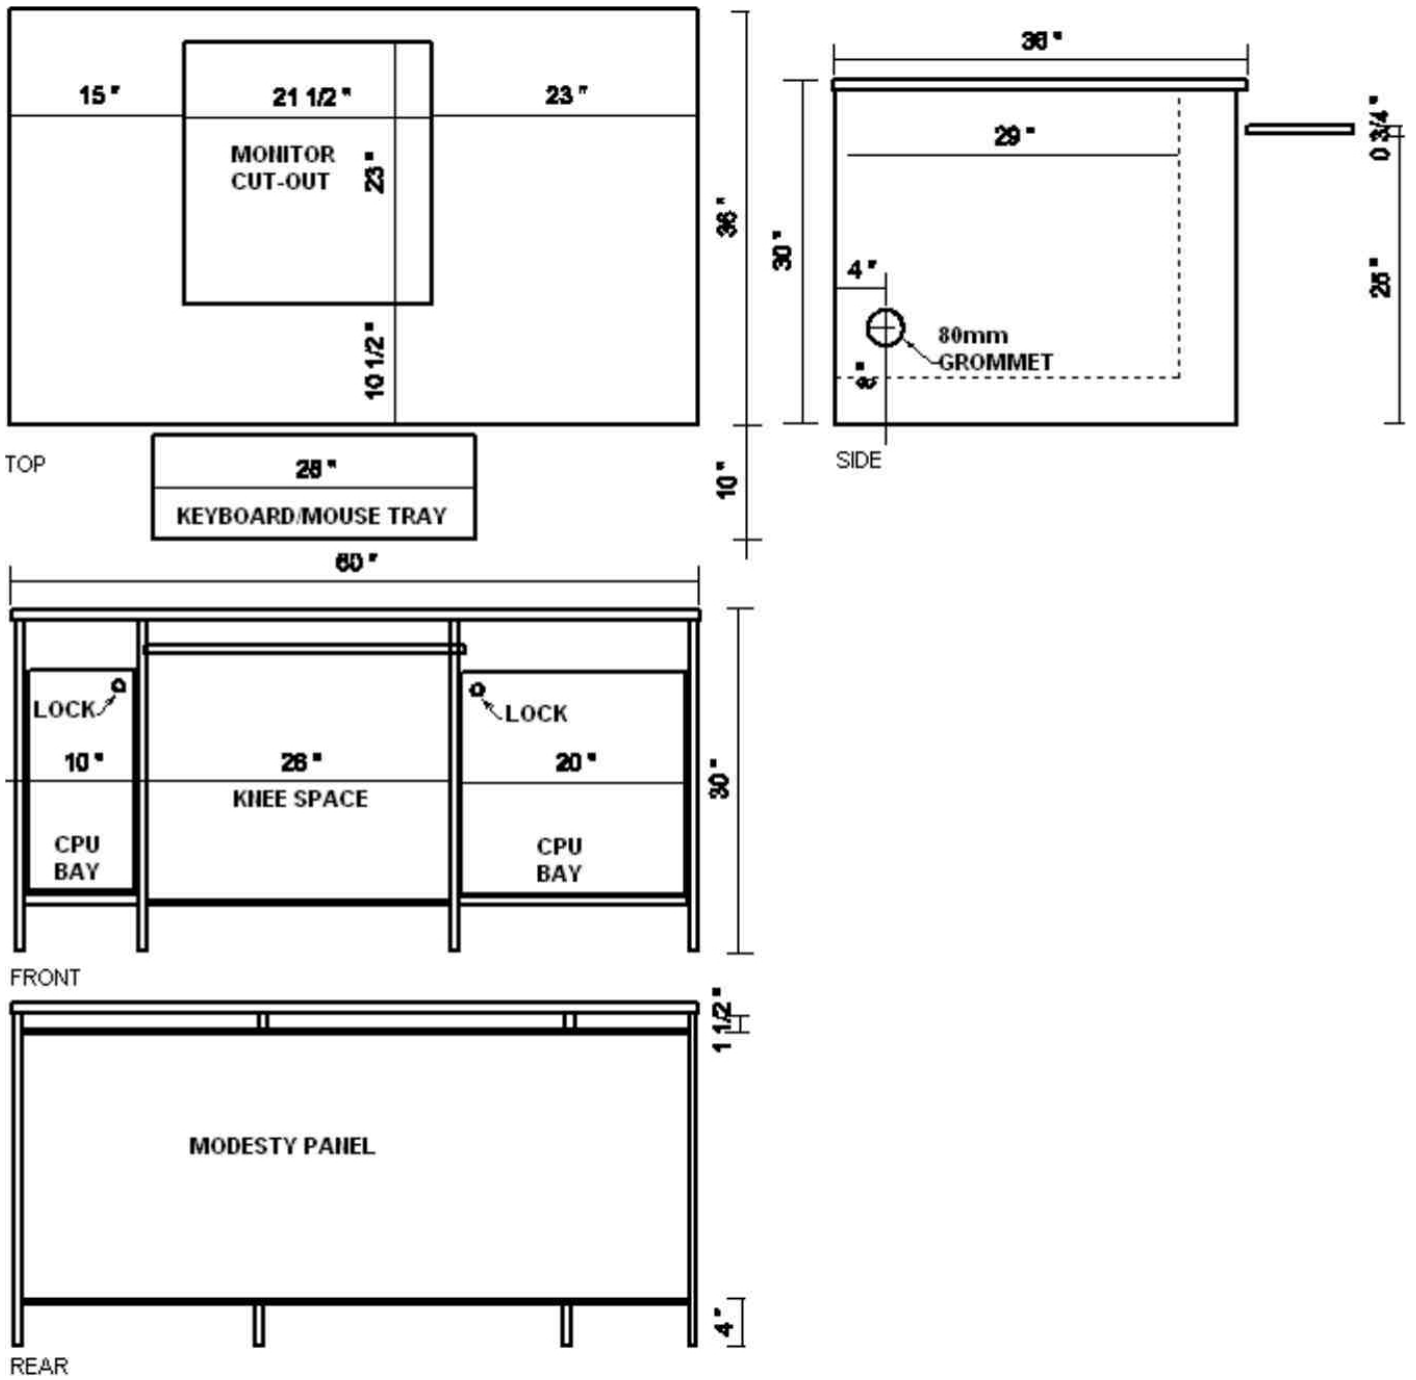 15 "
21 1/2 "
23 "
MONITOR
CUT-OUT
23 "
10 1/2 "
36 "
TOP
28 "
KEYBOARD/MOUSE TRAY
10 "
36 "
29 "
0 3/4 "
30 "
4 "
25 "
80mm
GROMMET
8 "
SIDE
60 "
LOCK
LOCK
10 "
26 "
20 "
KNEE SPACE
30 "
CPU
BAY
CPU
BAY
FRONT
1 1/2 "
MODESTY PANEL
4 "
REAR